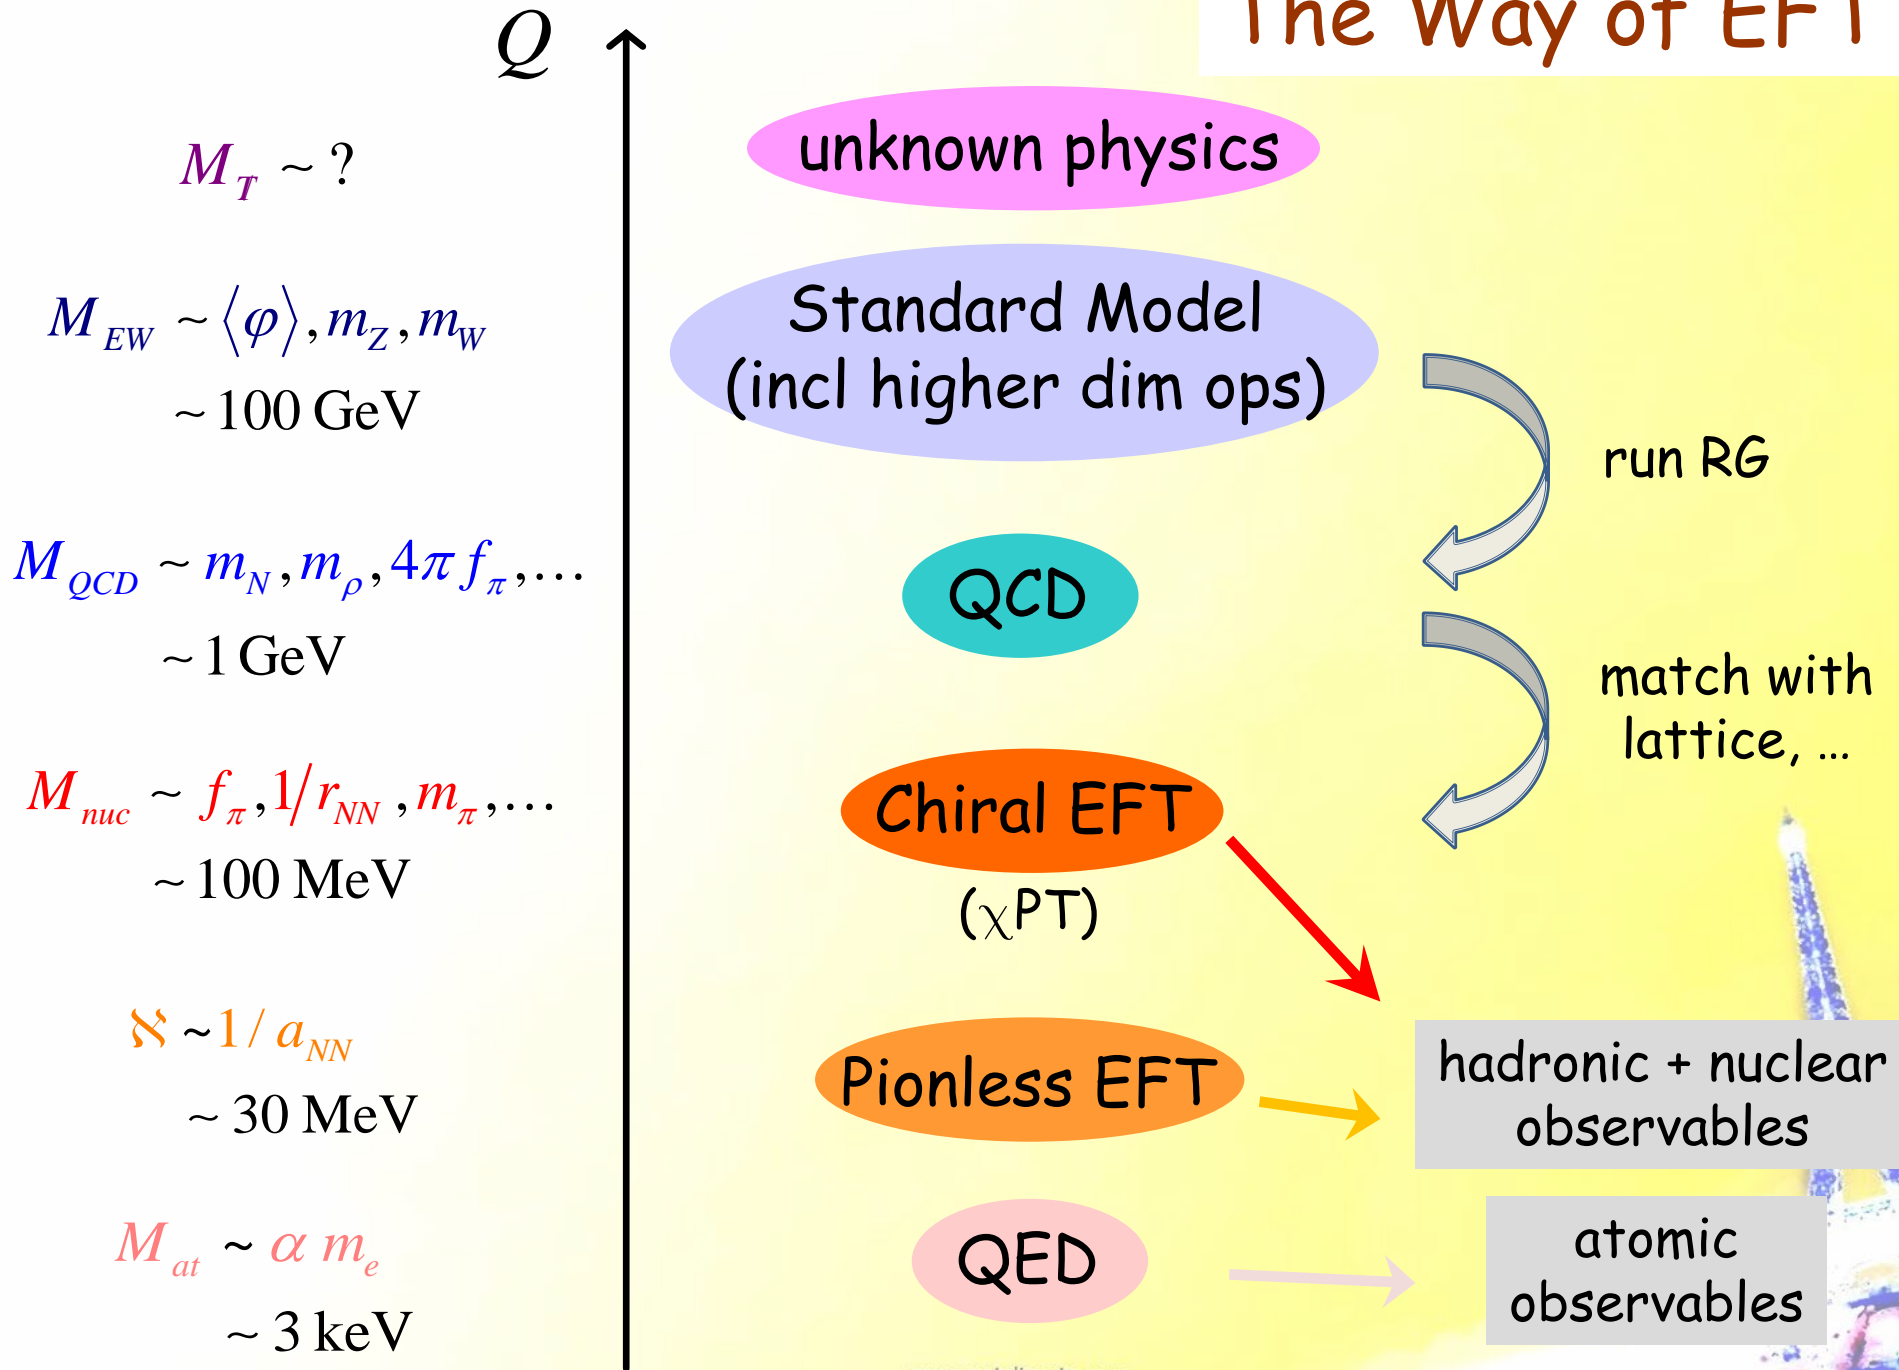 The Way of EFT
Q
M_T ~ ?
unknown physics
M_EW ~ ⟨φ⟩, m_Z, m_W
~ 100 GeV
Standard Model
(incl higher dim ops)
run RG
M_QCD ~ m_N, m_ρ, 4π f_π, …
~ 1 GeV
QCD
match with
lattice, …
M_nuc ~ f_π, 1/r_NN, m_π, …
~ 100 MeV
Chiral EFT
(χPT)
ℵ ~ 1/ a_NN
~ 30 MeV
Pionless EFT
hadronic + nuclear
observables
M_at ~ α m_e
~ 3 keV
QED
atomic
observables